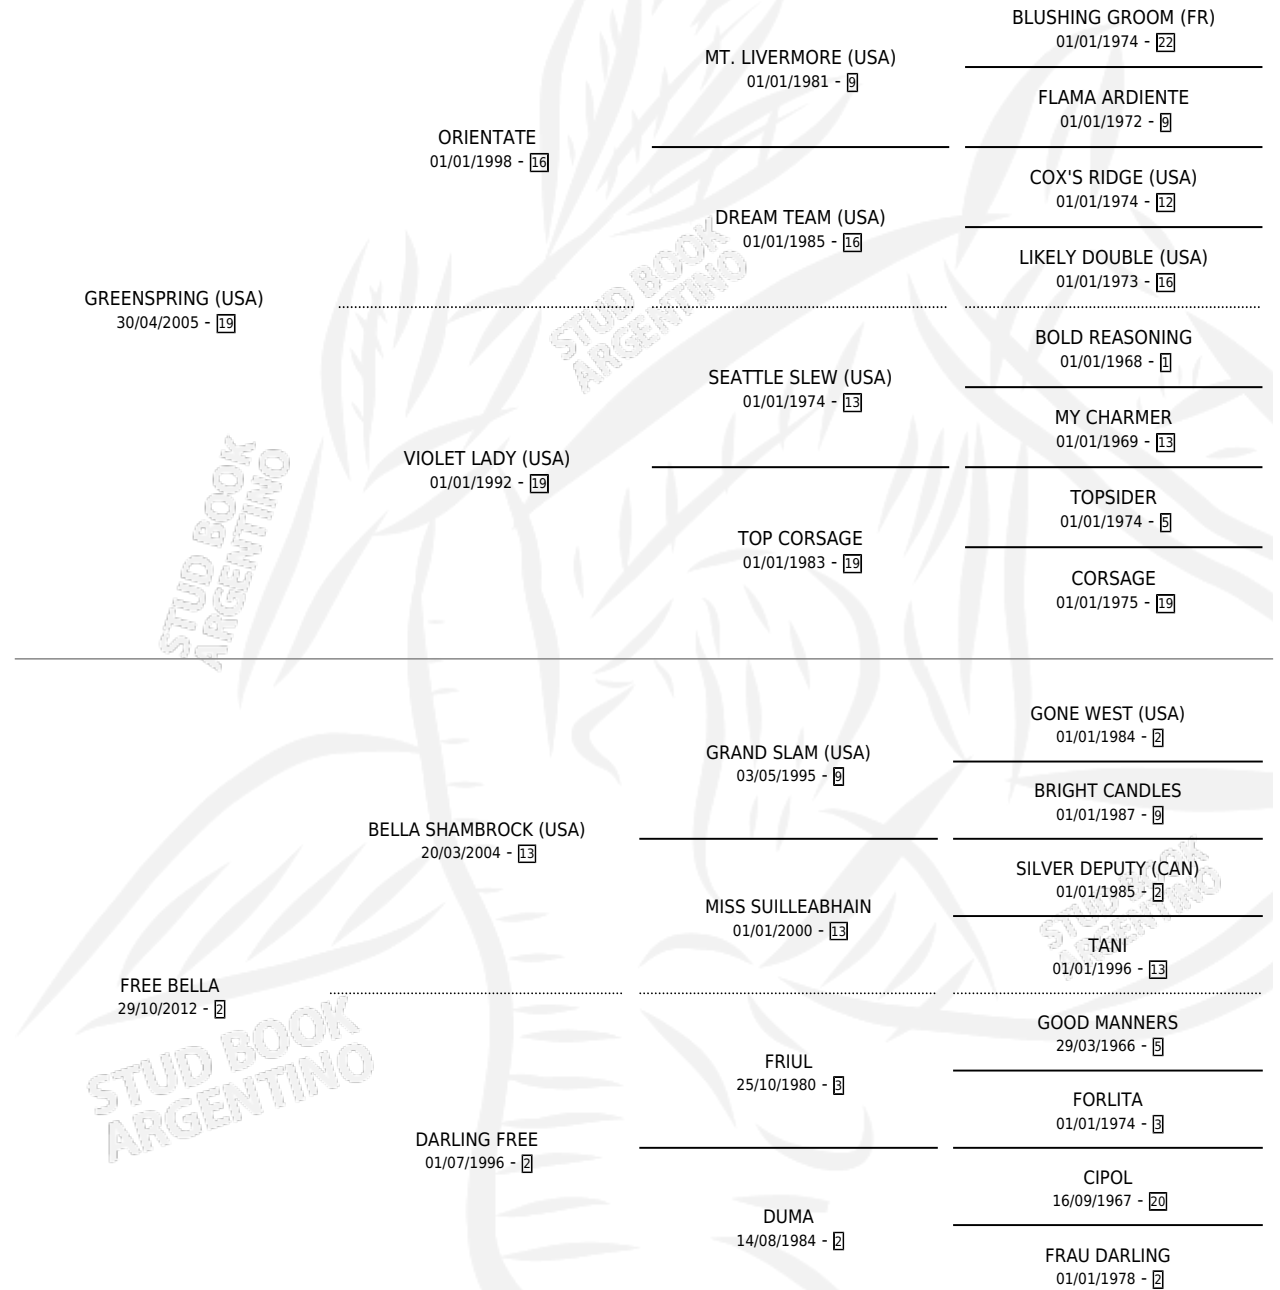 BLUSHING GROOM (FR)
01/01/1974 - 22
MT. LIVERMORE (USA)
01/01/1981 - 9
FLAMA ARDIENTE
01/01/1972 - 9
ORIENTATE
01/01/1998 - 16
COX'S RIDGE (USA)
01/01/1974 - 12
DREAM TEAM (USA)
01/01/1985 - 16
LIKELY DOUBLE (USA)
01/01/1973 - 16
GREENSPRING (USA)
30/04/2005 - 19
BOLD REASONING
01/01/1968 - 1
SEATTLE SLEW (USA)
01/01/1974 - 13
MY CHARMER
01/01/1969 - 13
VIOLET LADY (USA)
01/01/1992 - 19
TOPSIDER
01/01/1974 - 5
TOP CORSAGE
01/01/1983 - 19
CORSAGE
01/01/1975 - 19
GONE WEST (USA)
01/01/1984 - 2
GRAND SLAM (USA)
03/05/1995 - 9
BRIGHT CANDLES
01/01/1987 - 9
BELLA SHAMBROCK (USA)
20/03/2004 - 13
SILVER DEPUTY (CAN)
01/01/1985 - 2
MISS SUILLEABHAIN
01/01/2000 - 13
TANI
01/01/1996 - 13
FREE BELLA
29/10/2012 - 2
GOOD MANNERS
29/03/1966 - 5
FRIUL
25/10/1980 - 3
FORLITA
01/01/1974 - 3
DARLING FREE
01/07/1996 - 2
CIPOL
16/09/1967 - 20
DUMA
14/08/1984 - 2
FRAU DARLING
01/01/1978 - 2
STUD BOOK
ARGENTINO
STUD BOOK
ARGENTINO
STUD BOOK
ARGENTINO
STUD BOOK
ARGENTINO